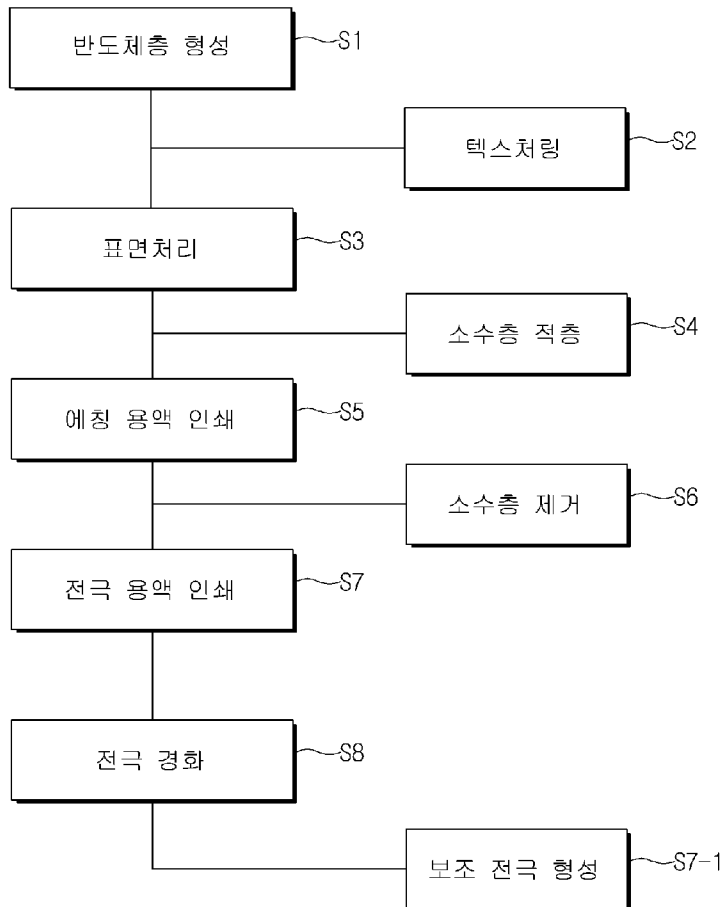 반도체층 형성
S1
텍스처링
S2
표면처리
S3
소수층 적층
S4
에칭 용액 인쇄
S5
소수층 제거
S6
전극 용액 인쇄
S7
전극 경화
S8
보조 전극 형성
S7-1